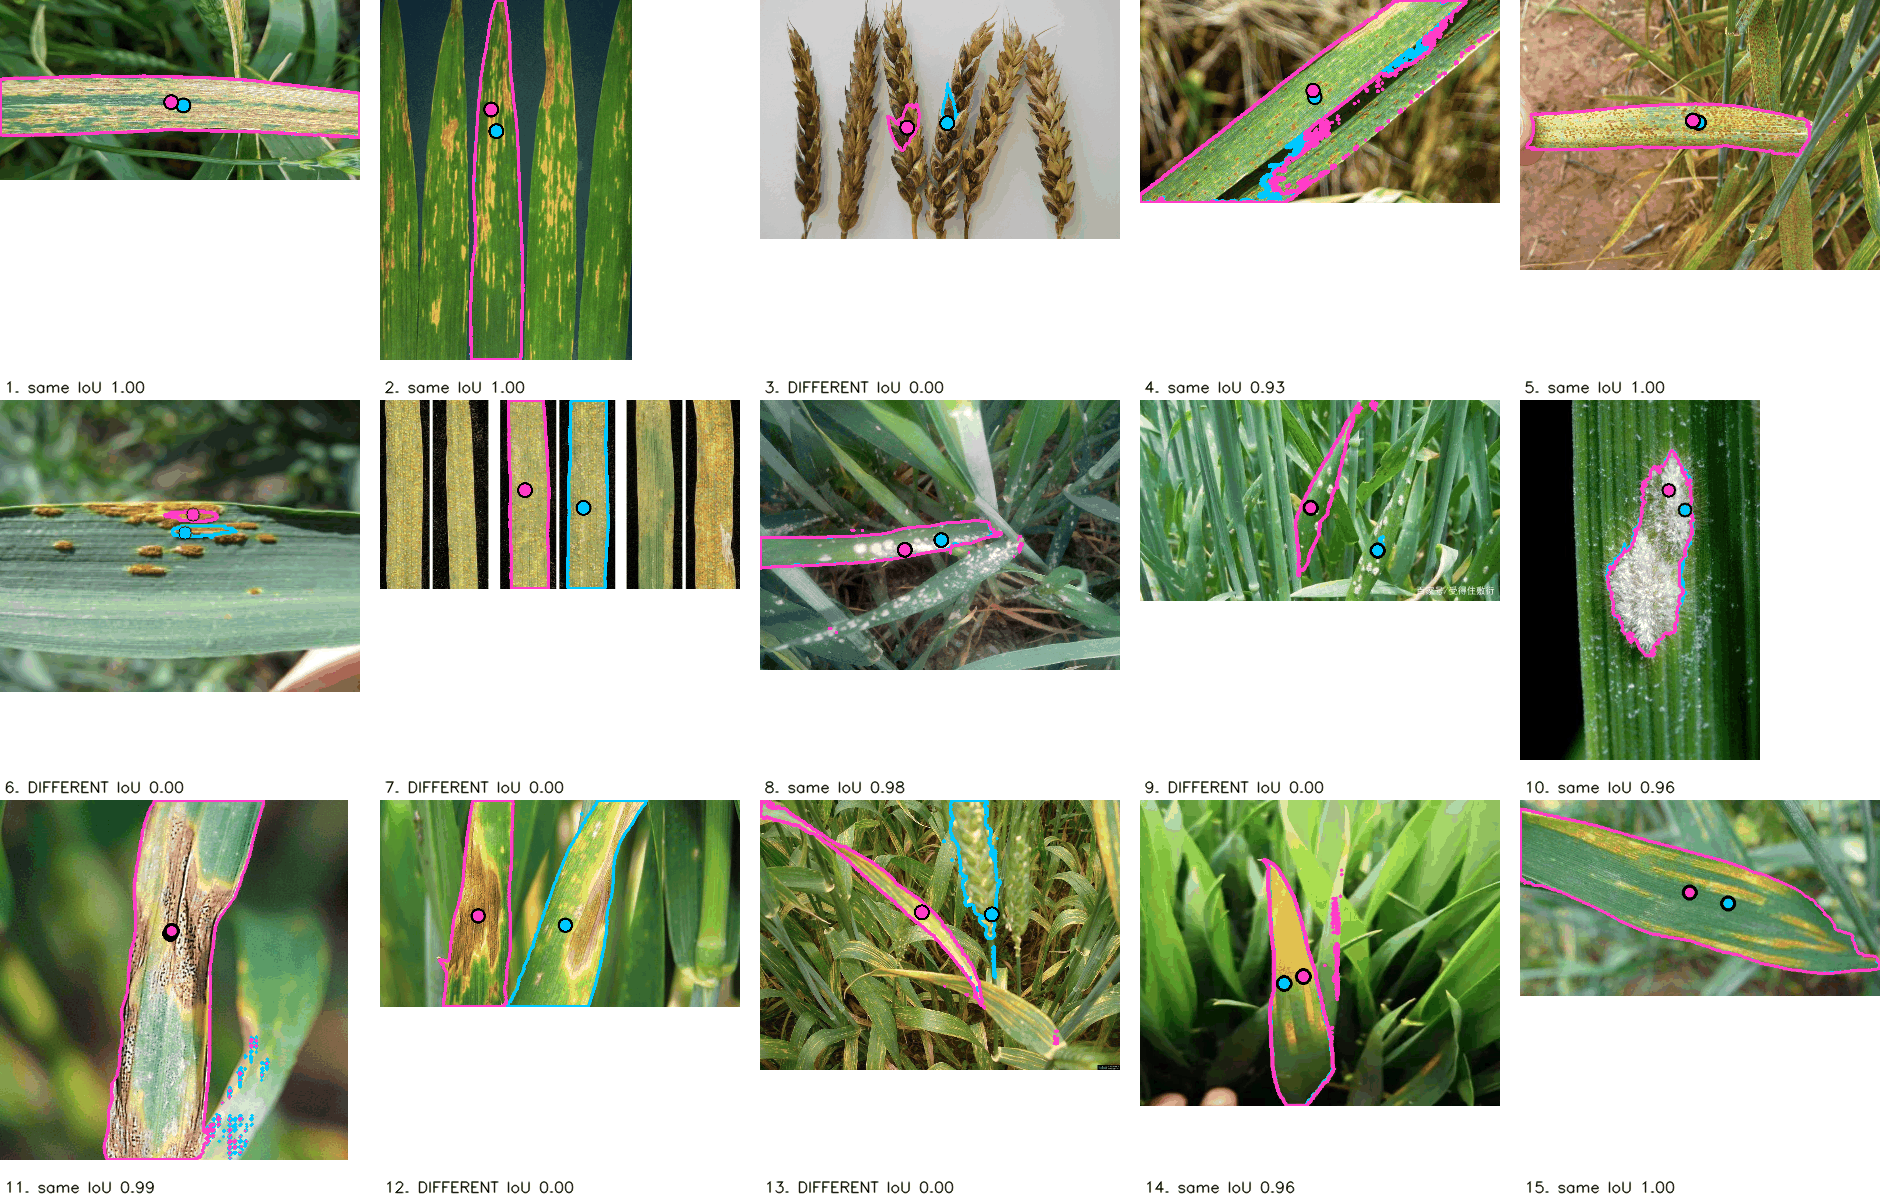 1. same IoU 1.00
2. same IoU 1.00
3. DIFFERENT IoU 0.00
4. same IoU 0.93
5. same IoU 1.00
6. DIFFERENT IoU 0.00
7. DIFFERENT IoU 0.00
8. same IoU 0.98
9. DIFFERENT IoU 0.00
10. same IoU 0.96
11. same IoU 0.99
12. DIFFERENT IoU 0.00
13. DIFFERENT IoU 0.00
14. same IoU 0.96
15. same IoU 1.00